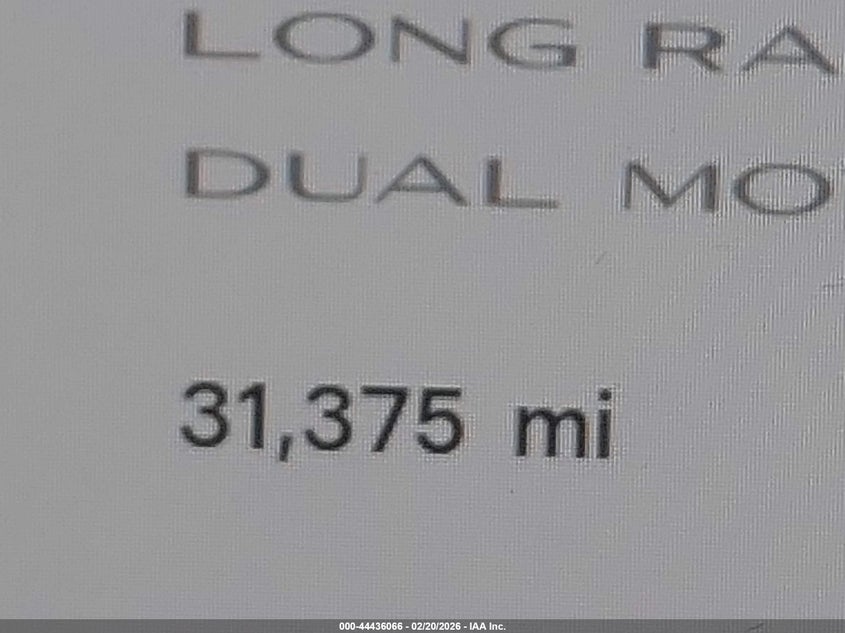 LONG RA
DUAL MO
31,375 mi
000-44436066 - 02/20/2026 - IAA Inc.